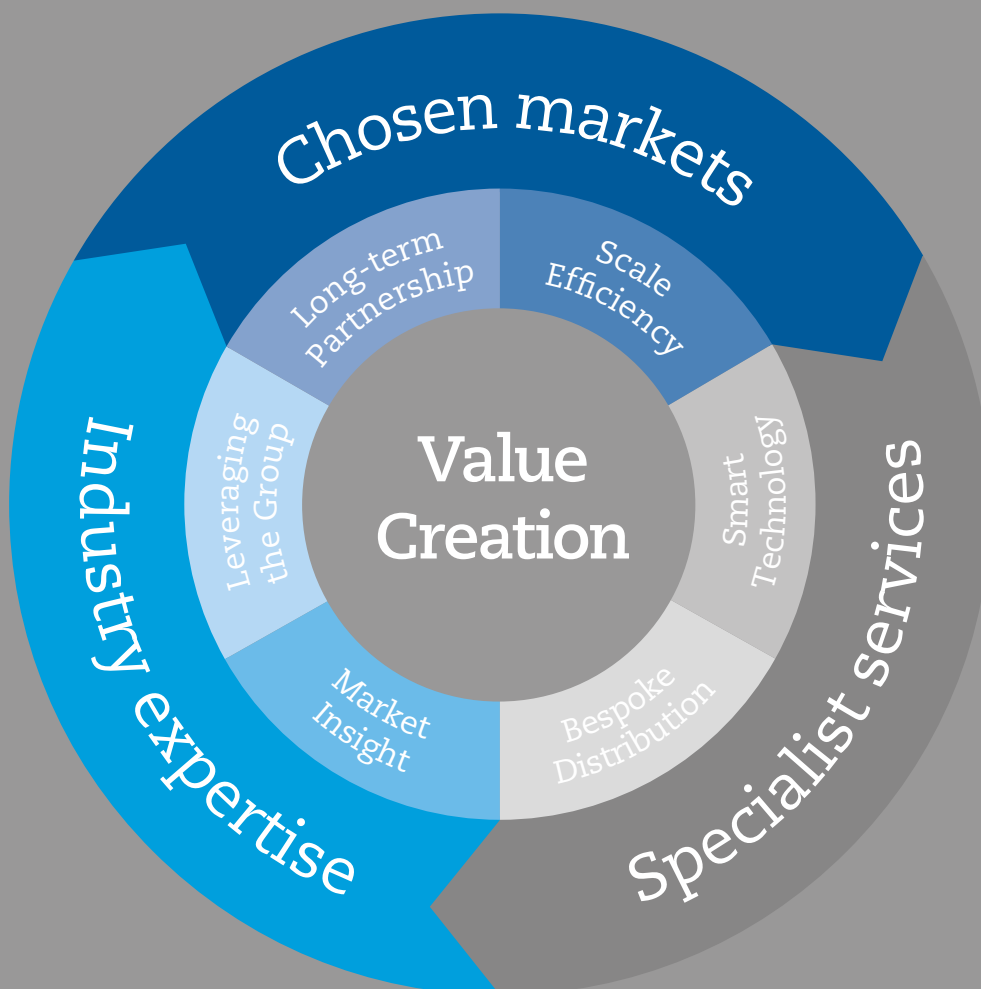 Chosen markets
Long-term
Partnership
Scale
Efficiency
Leveraging
the Group
Value
Creation
Smart
Technology
Industry expertise
Specialist services
Market
Insight
Bespoke
Distribution